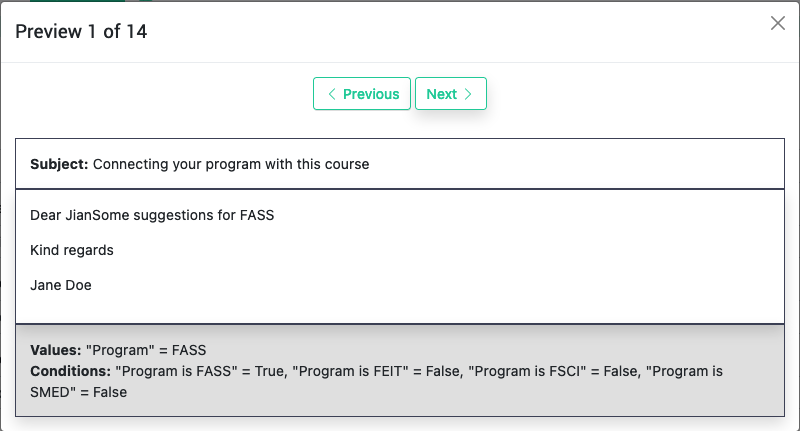 Preview 1 of 14
Previous
Next
Subject: Connecting your program with this course
Dear JianSome suggestions for FASS
Kind regards
Jane Doe
Values: "Program" = FASS
Conditions: "Program is FASS" = True, "Program is FEIT" = False, "Program is FSCI" = False, "Program is
SMED" = False